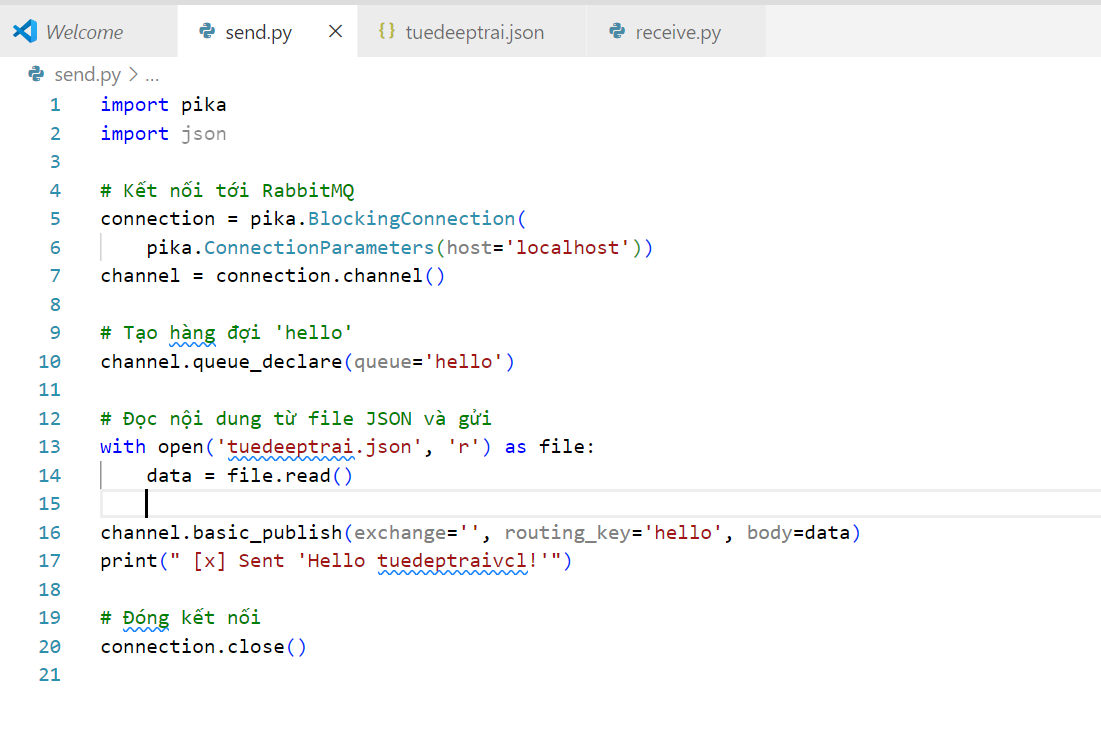 Welcome send.py tuedeeptrai.json receive.py
send.py > ...
1 import pika
2 import json
3
4 # Kết nối tới RabbitMQ
5 connection = pika.BlockingConnection(
6     pika.ConnectionParameters(host='localhost'))
7 channel = connection.channel()
8
9 # Tạo hàng đợi 'hello'
10 channel.queue_declare(queue='hello')
11
12 # Đọc nội dung từ file JSON và gửi
13 with open('tuedeeptrai.json', 'r') as file:
14     data = file.read()
15
16 channel.basic_publish(exchange='', routing_key='hello', body=data)
17 print(" [x] Sent 'Hello tuedeptraivcl!'")
18
19 # Đóng kết nối
20 connection.close()
21